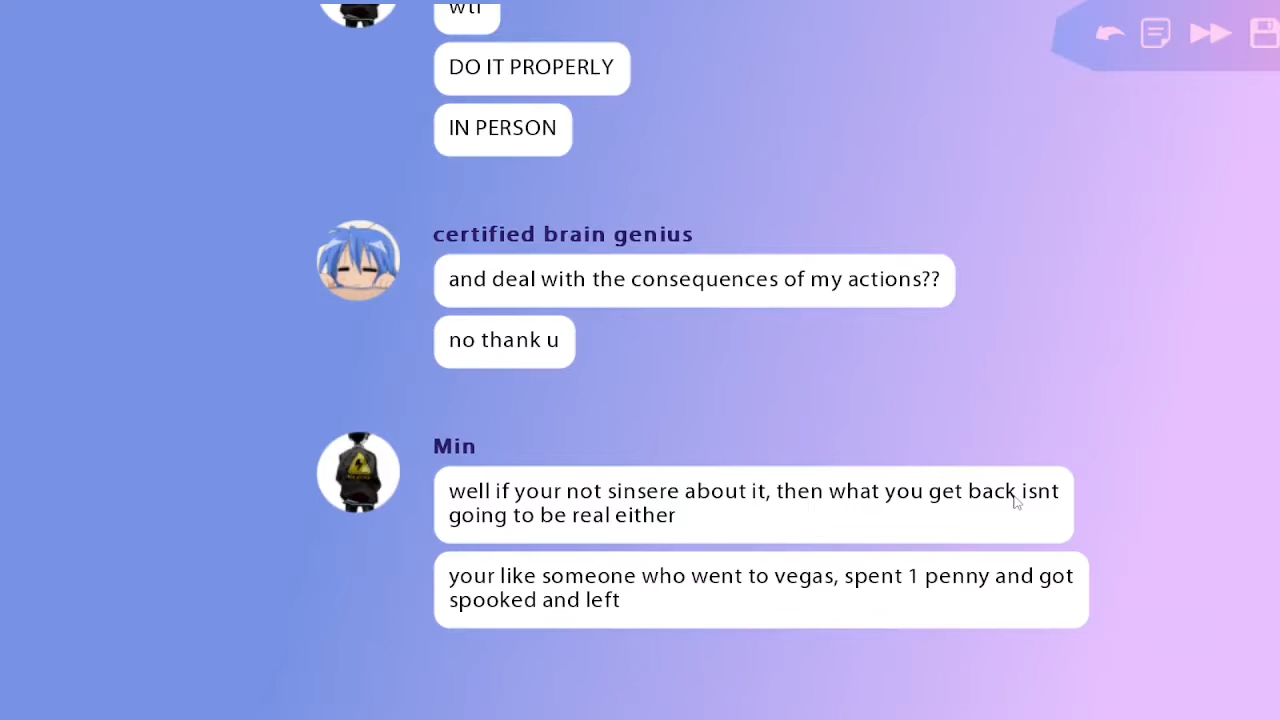 wtf
DO IT PROPERLY
IN PERSON
certified brain genius
and deal with the consequences of my actions??
no thank u
Min
well if your not sinsere about it, then what you get back isnt
going to be real either
your like someone who went to vegas, spent 1 penny and got
spooked and left